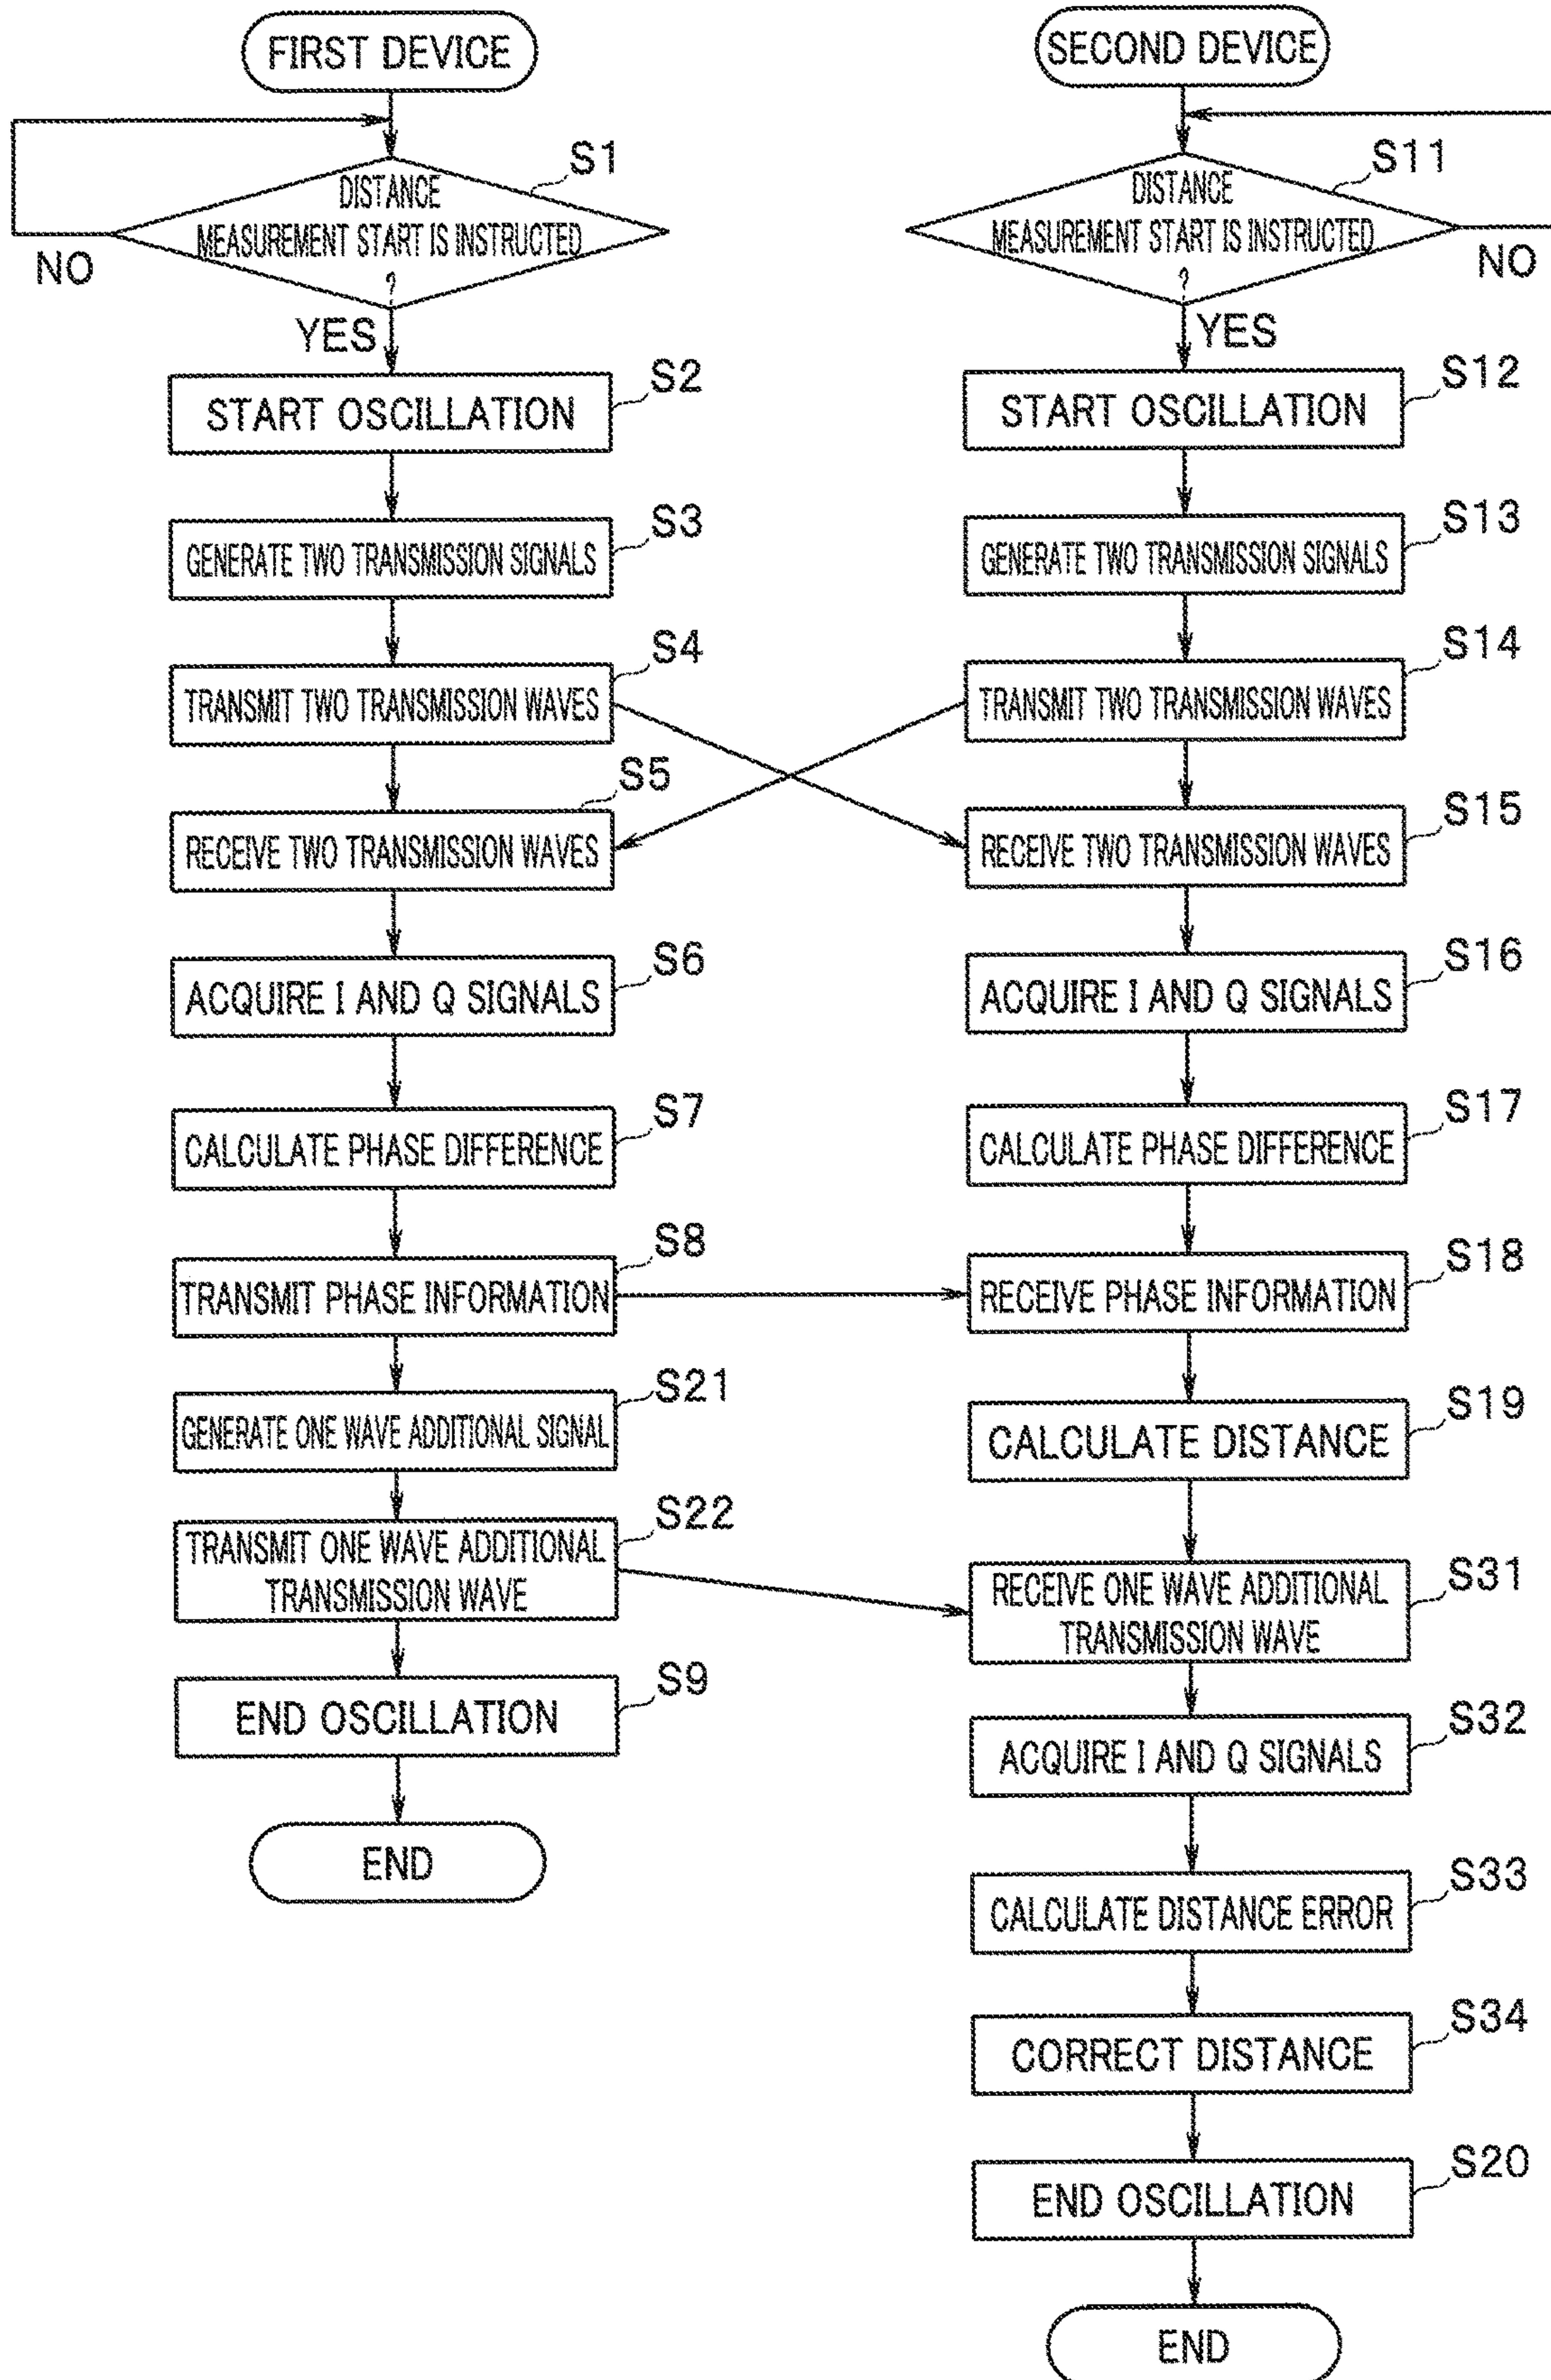 FIRST DEVICE
S1
DISTANCE
MEASUREMENT START IS INSTRUCTED
?
NO
YES
S2
START OSCILLATION
S3
GENERATE TWO TRANSMISSION SIGNALS
S4
TRANSMIT TWO TRANSMISSION WAVES
S5
RECEIVE TWO TRANSMISSION WAVES
S6
ACQUIRE I AND Q SIGNALS
S7
CALCULATE PHASE DIFFERENCE
S8
TRANSMIT PHASE INFORMATION
S21
GENERATE ONE WAVE ADDITIONAL SIGNAL
S22
TRANSMIT ONE WAVE ADDITIONAL
TRANSMISSION WAVE
S9
END OSCILLATION
END
SECOND DEVICE
S11
DISTANCE
MEASUREMENT START IS INSTRUCTED
?
NO
YES
S12
START OSCILLATION
S13
GENERATE TWO TRANSMISSION SIGNALS
S14
TRANSMIT TWO TRANSMISSION WAVES
S15
RECEIVE TWO TRANSMISSION WAVES
S16
ACQUIRE I AND Q SIGNALS
S17
CALCULATE PHASE DIFFERENCE
S18
RECEIVE PHASE INFORMATION
S19
CALCULATE DISTANCE
S31
RECEIVE ONE WAVE ADDITIONAL
TRANSMISSION WAVE
S32
ACQUIRE I AND Q SIGNALS
S33
CALCULATE DISTANCE ERROR
S34
CORRECT DISTANCE
S20
END OSCILLATION
END